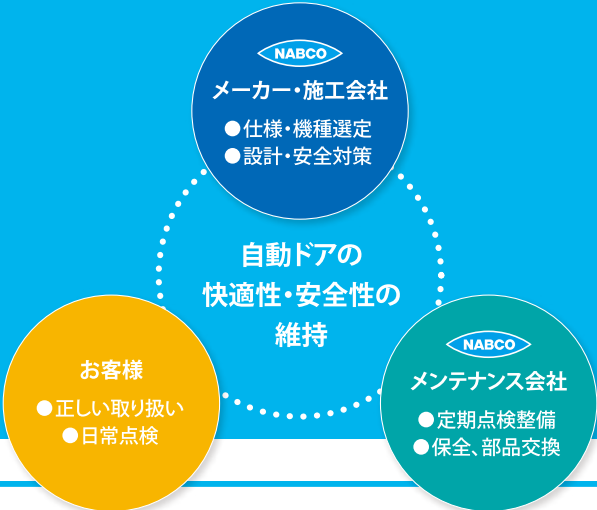 NABCO
メーカー・施工会社
●仕様・機種選定
●設計・安全対策
自動ドアの
快適性・安全性の
維持
お客様
●正しい取り扱い
●日常点検
NABCO
メンテナンス会社
●定期点検整備
●保全、部品交換